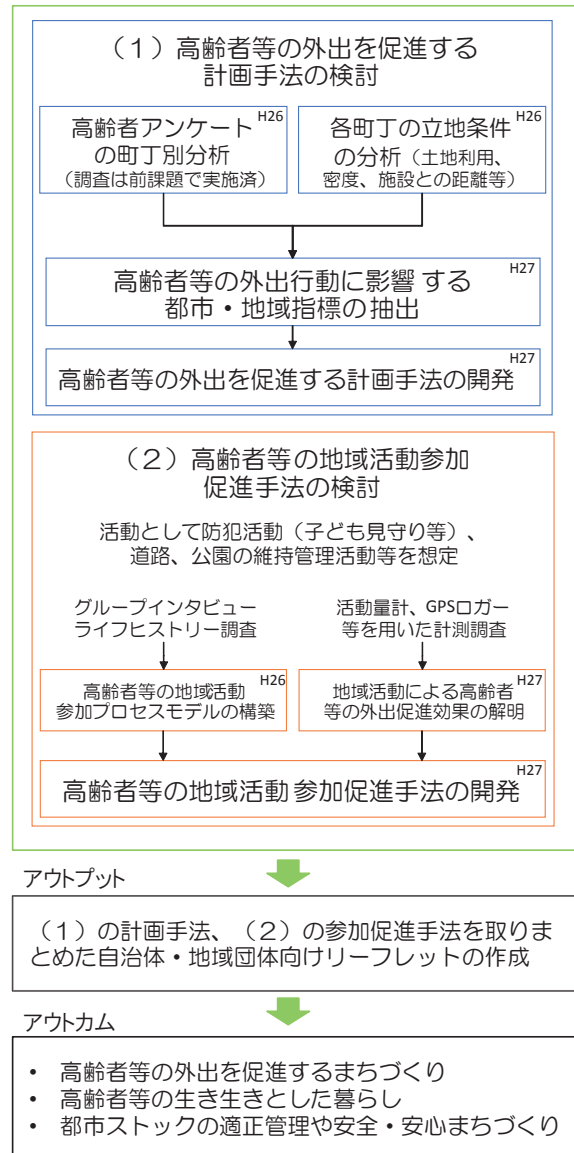 （１）高齢者等の外出を促進する
計画手法の検討
高齢者アンケート
の町丁別分析
（調査は前課題で実施済）
H26
各町丁の立地条件
の分析（土地利用、
密度、施設との距離等）
H26
高齢者等の外出行動に影響 する
都市・地域指標の 抽出
H27
高齢者等の外出を促進する計画手法の開発
H27
（２）高齢者等の地域活動参加
促進手法の検討
活動として防犯活動（子ども見守り等）、
道路、公園の維持管理活動等を想定
グループインタビュー
ライフヒストリー調査
活動量計、GPSロガー
等を用いた計測調査
高齢者等の地域活動
参加プロセスモデルの構築
H26
地域活動による高齢者
等の外出促進効果の解明
H27
高齢者等の地域活動 参加促進手法の開発
H27
アウトプット
（１）の計画手法、（２）の参加促進手法を取りま
とめた自治体・地域団体向けリーフレットの作成
アウトカム
• 高齢者等の外出を促進するまちづくり
• 高齢者等の生き生きとした暮らし
• 都市ストックの適正管理や安全・安心まちづくり